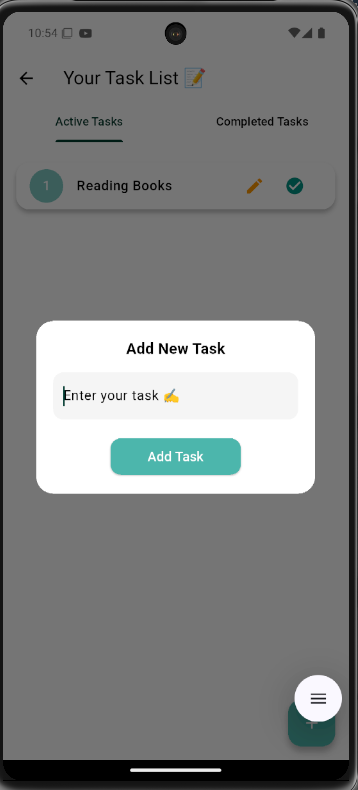 10:54
Your Task List 📝
Active Tasks
Completed Tasks
1
Reading Books
Add New Task
Enter your task ✍️
Add Task
+